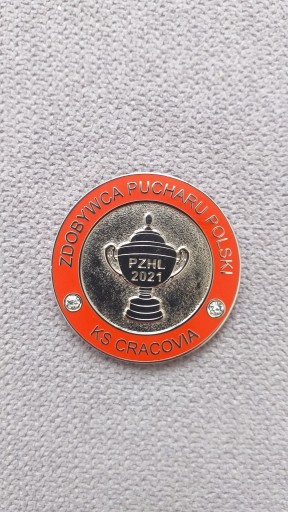 ZDOBYWCA PUCHARU POLSKI
PZHL
2021
KS CRACOVIA